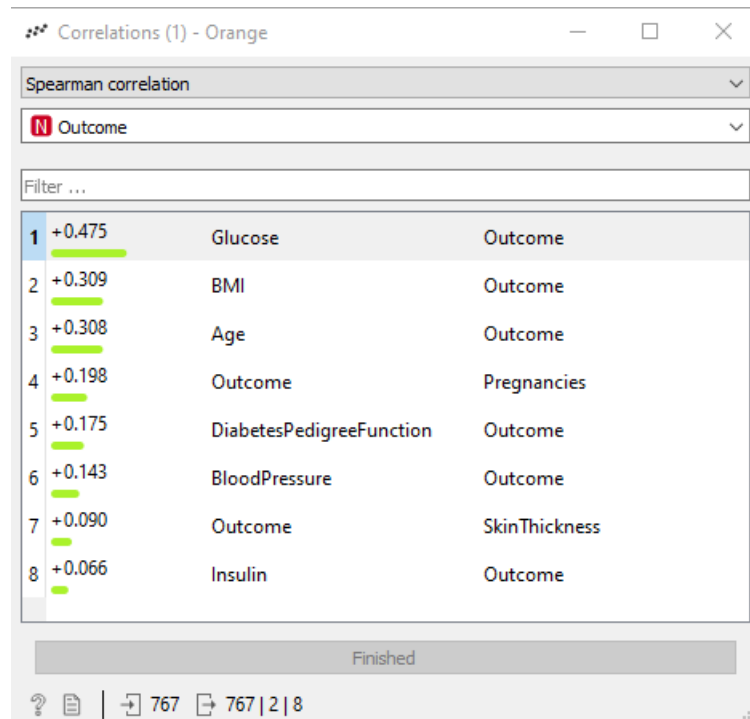 Correlations (1) - Orange
Spearman correlation
N Outcome
Filter ...
1 +0.475 Glucose Outcome
2 +0.309 BMI Outcome
3 +0.308 Age Outcome
4 +0.198 Outcome Pregnancies
5 +0.175 DiabetesPedigreeFunction Outcome
6 +0.143 BloodPressure Outcome
7 +0.090 Outcome SkinThickness
8 +0.066 Insulin Outcome
Finished
? 767 767 | 2 | 8